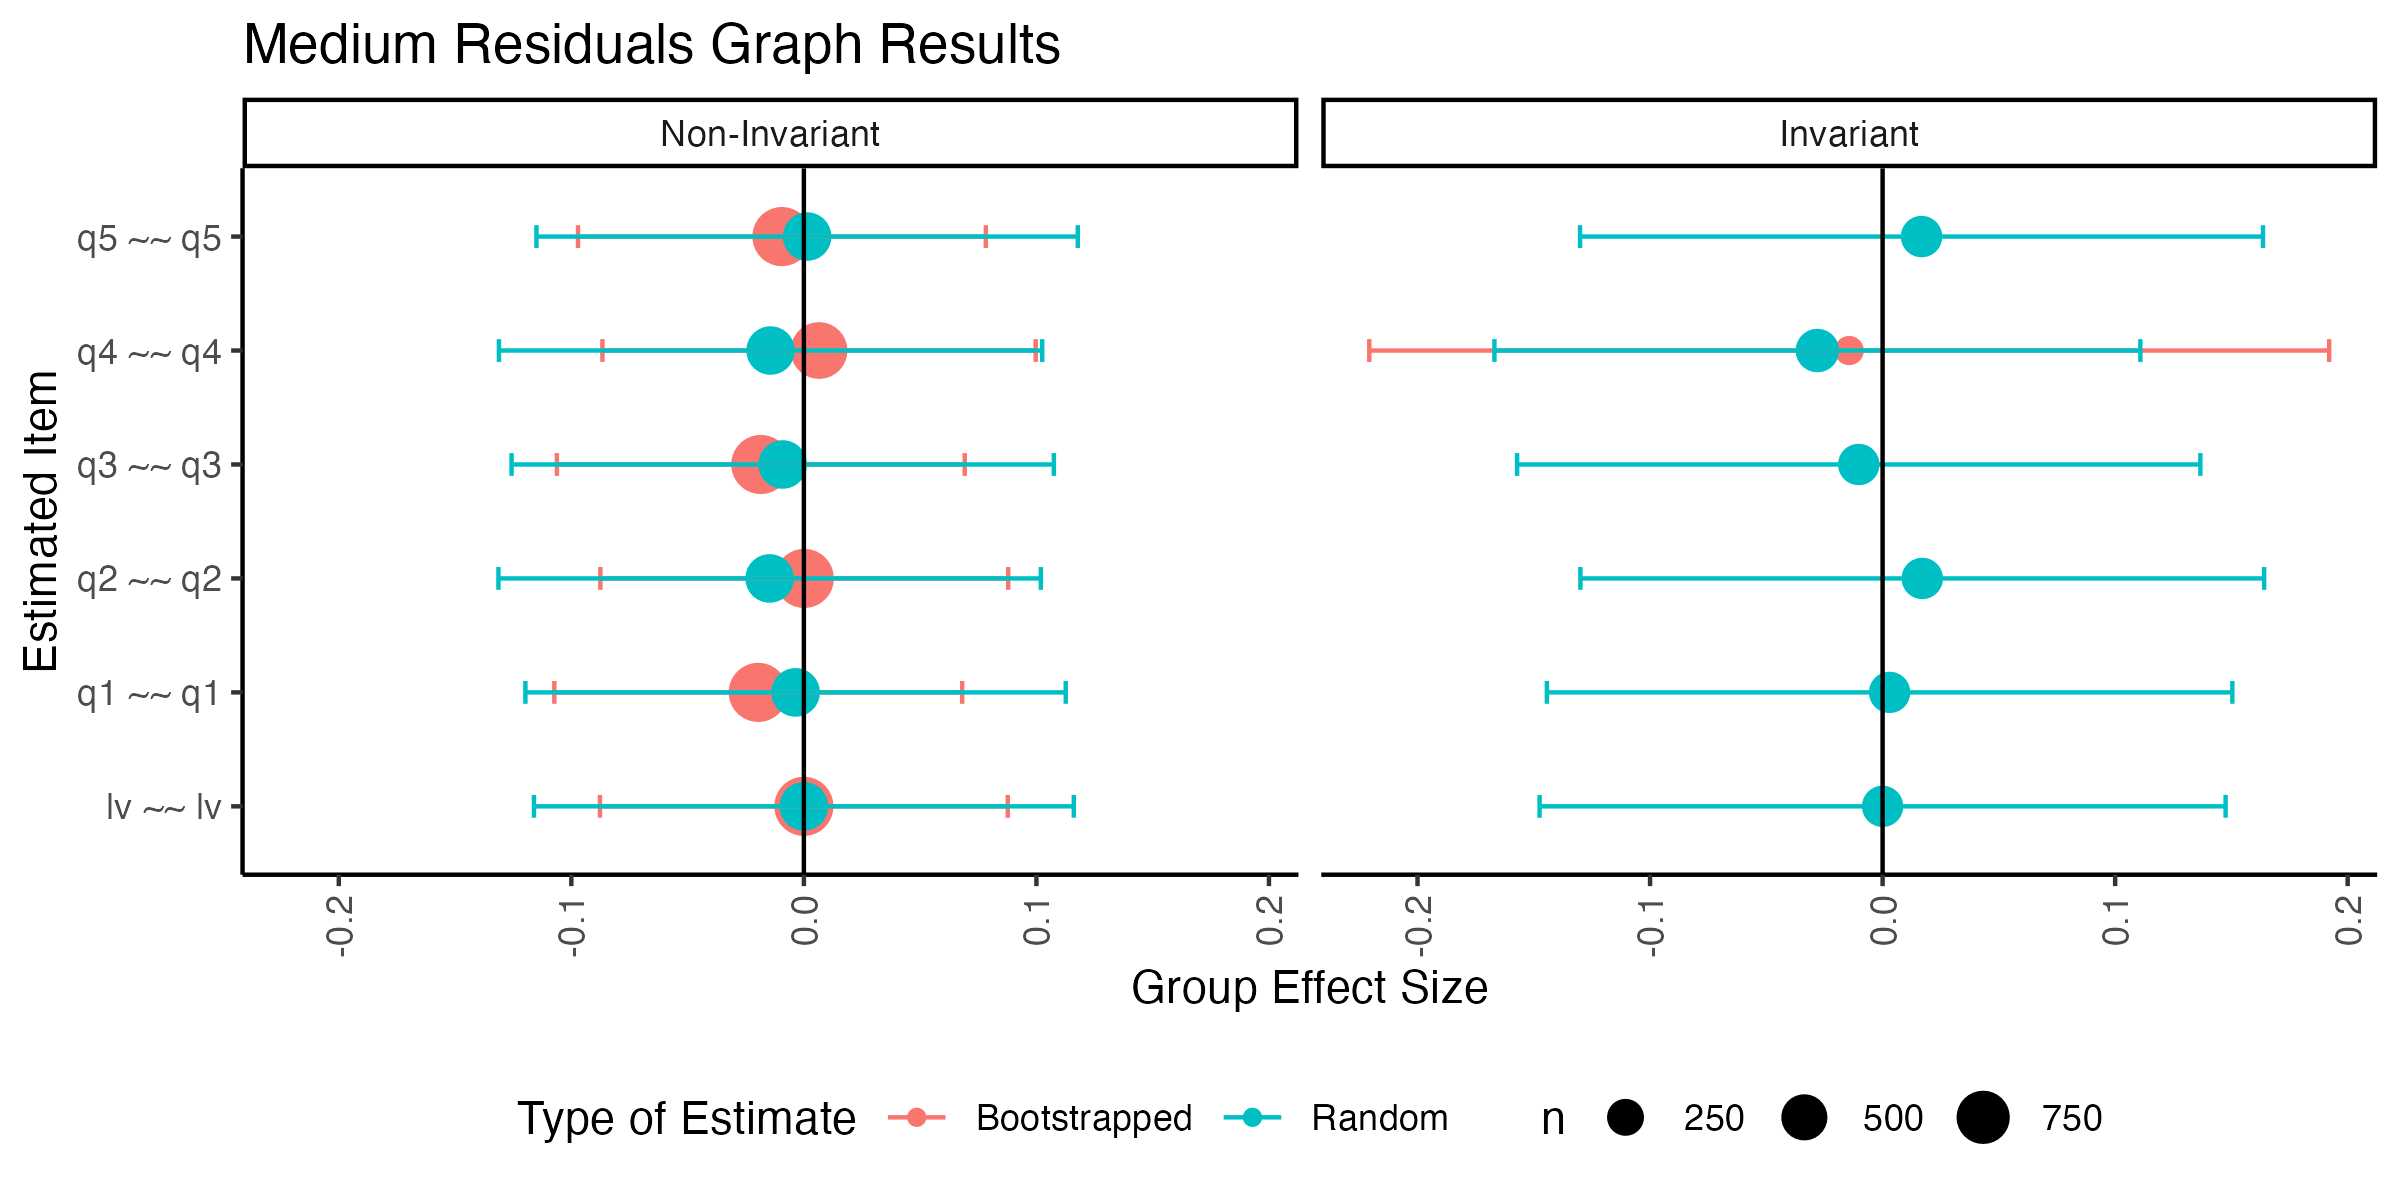 Medium Residuals Graph Results
Non-Invariant
Invariant
Estimated Item
q5 ~~ q5
q4 ~~ q4
q3 ~~ q3
q2 ~~ q2
q1 ~~ q1
lv ~~ lv
-0.2 -0.1 0.0 0.1 0.2
-0.2 -0.1 0.0 0.1 0.2
Group Effect Size
Type of Estimate Bootstrapped Random n 250 500 750